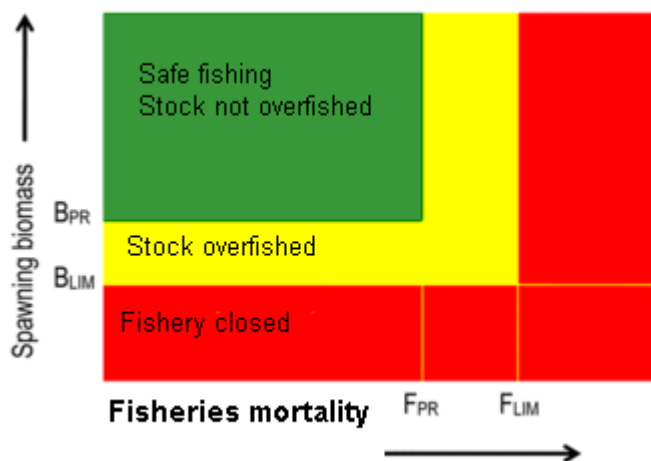 Safe fishing
Stock not overfished
Spawning biomass
BPR
Stock overfished
BLIM
Fishery closed
Fisheries mortality
FPR
FLIM